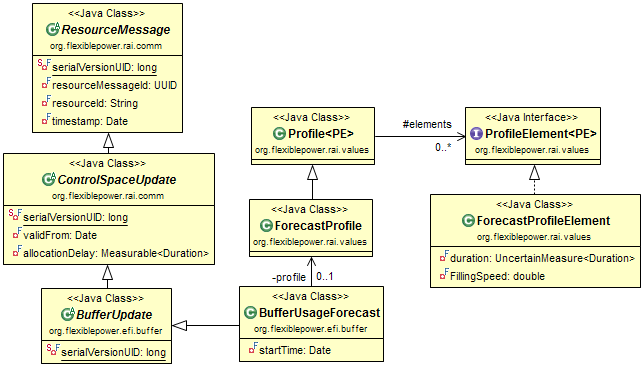 <<Java Class>>
ResourceMessage
org.flexiblepower.rai.comm
serialVersionUID: long
resourceMessageId: UUID
resourceId: String
timestamp: Date
<<Java Class>>
ControlSpaceUpdate
org.flexiblepower.rai.comm
serialVersionUID: long
validFrom: Date
allocationDelay: Measurable<Duration>
<<Java Class>>
BufferUpdate
org.flexiblepower.efi.buffer
serialVersionUID: long
<<Java Class>>
Profile<PE>
org.flexiblepower.rai.values
#elements
0..*
<<Java Interface>>
ProfileElement<PE>
org.flexiblepower.rai.values
<<Java Class>>
ForecastProfile
org.flexiblepower.rai.values
-profile
0..1
<<Java Class>>
BufferUsageForecast
org.flexiblepower.efi.buffer
startTime: Date
<<Java Class>>
ForecastProfileElement
org.flexiblepower.rai.values
duration: UncertainMeasure<Duration>
FillingSpeed: double